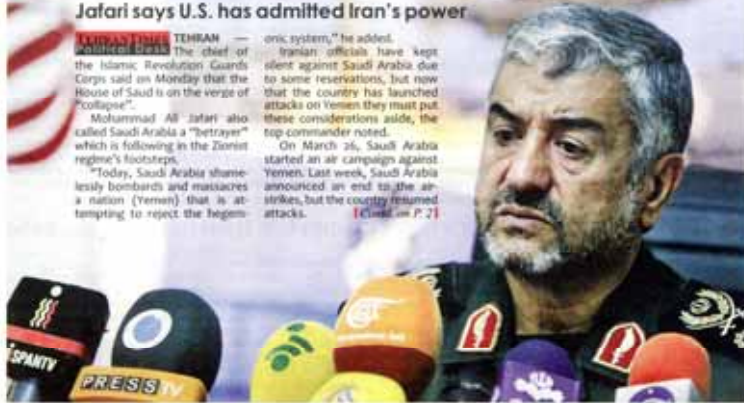 Jafari says U.S. has admitted Iran's power
TEHRAN TIMES TEHRAN —
Political Desk The chief of
the Islamic Revolution Guards
Corps said on Monday that the
House of Saud is on the verge of
"collapse".
Mohammad Ali Jafari also
called Saudi Arabia a "betrayer"
which is following in the Zionist
regime's footsteps.
"Today, Saudi Arabia shame-
lessly bombards and massacres
a nation (Yemen) that is at-
tempting to reject the hegem-
onic system," he added.
Iranian officials have kept
silent against Saudi Arabia due
to some reservations, but now
that the country has launched
attacks on Yemen they must put
these considerations aside, the
top commander noted.
On March 26, Saudi Arabia
started an air campaign against
Yemen. Last week, Saudi Arabia
announced an end to the air-
strikes, but the country resumed
attacks. [Contd. on P. 2]
SPANTV
PRESS TV